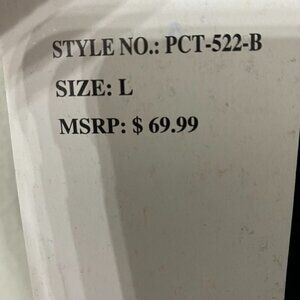 STYLE NO.: PCT-522-B
SIZE: L
MSRP: $ 69.99